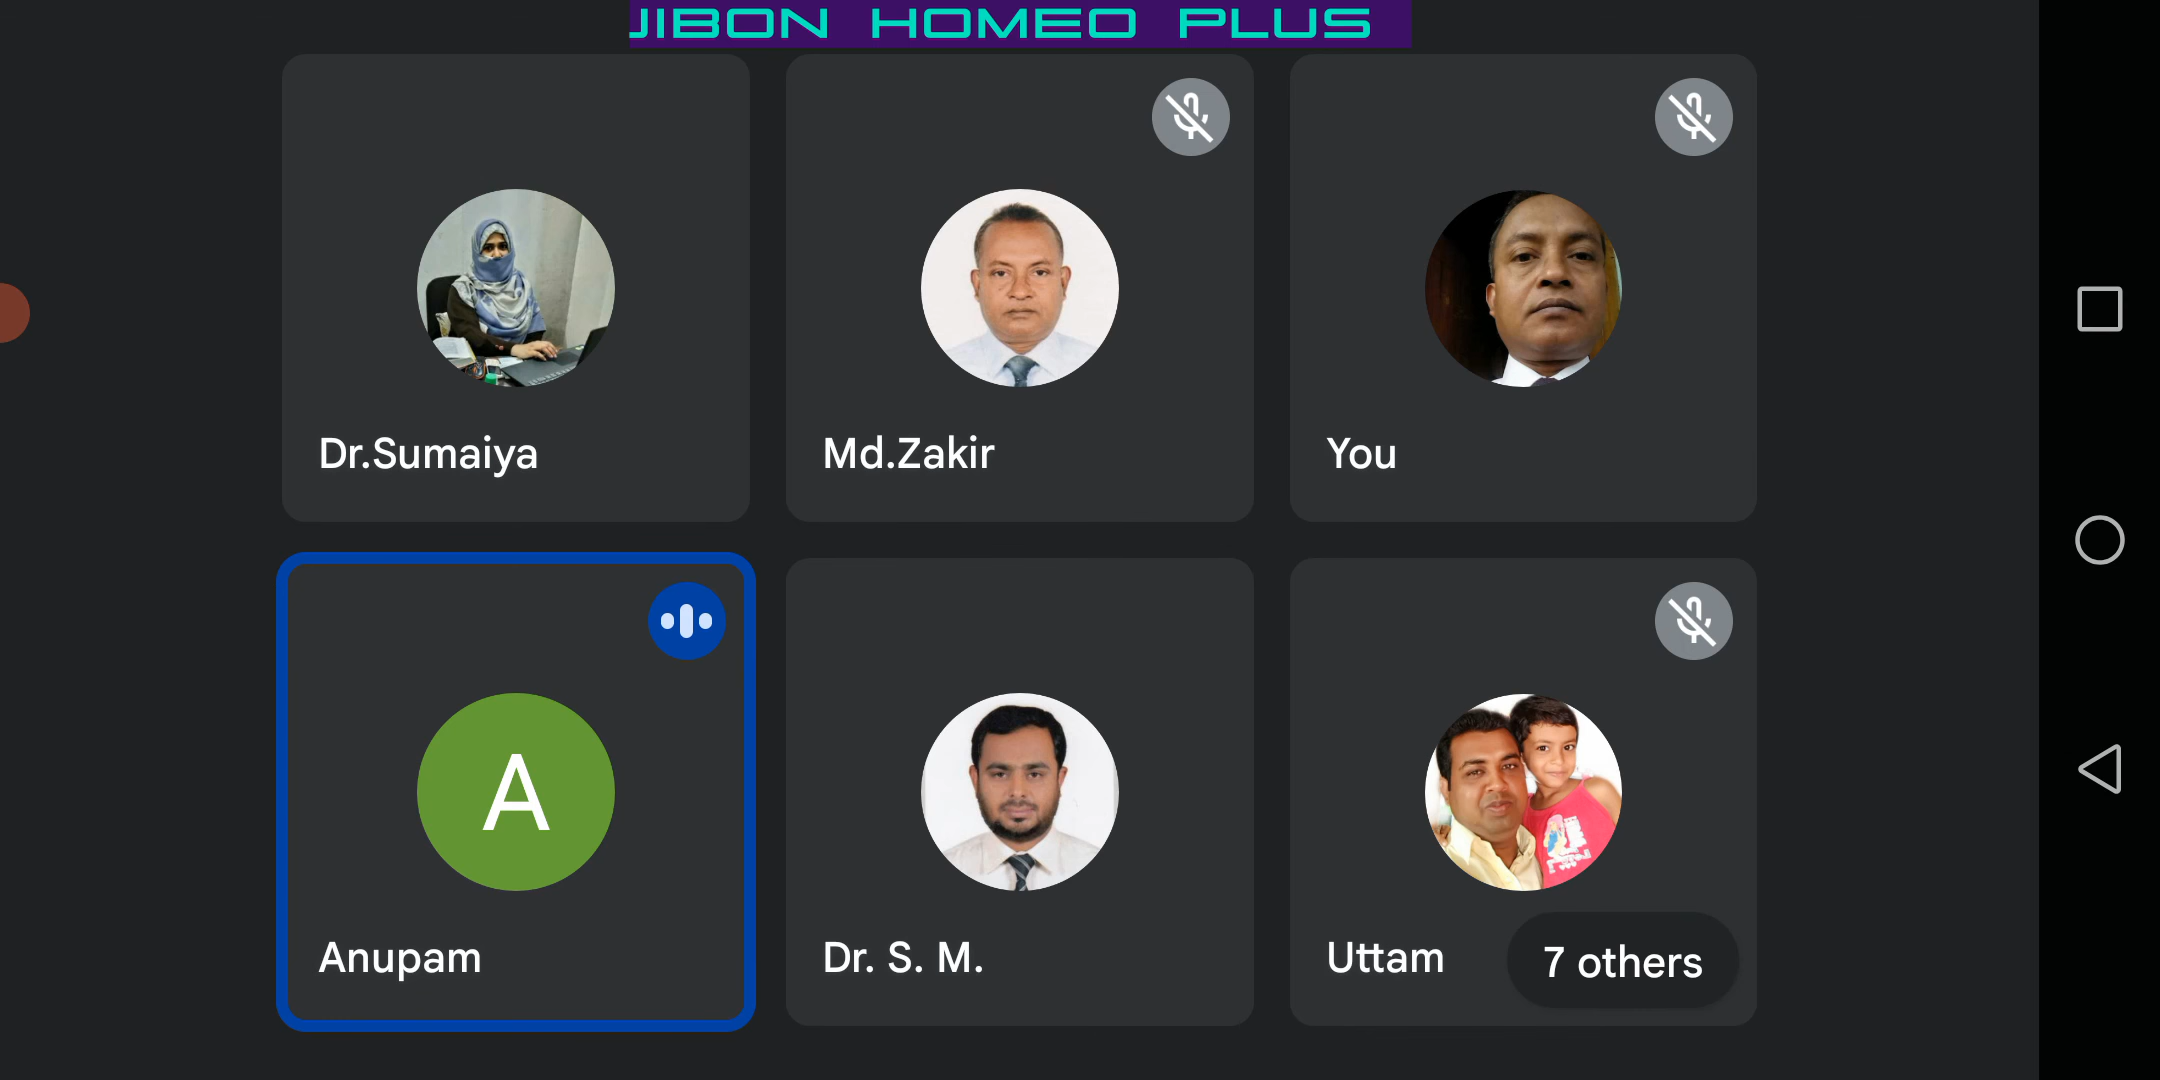 JIBON HOMEO PLUS
Dr.Sumaiya
Md.Zakir
You
A
Anupam
Dr. S. M.
Uttam
7 others